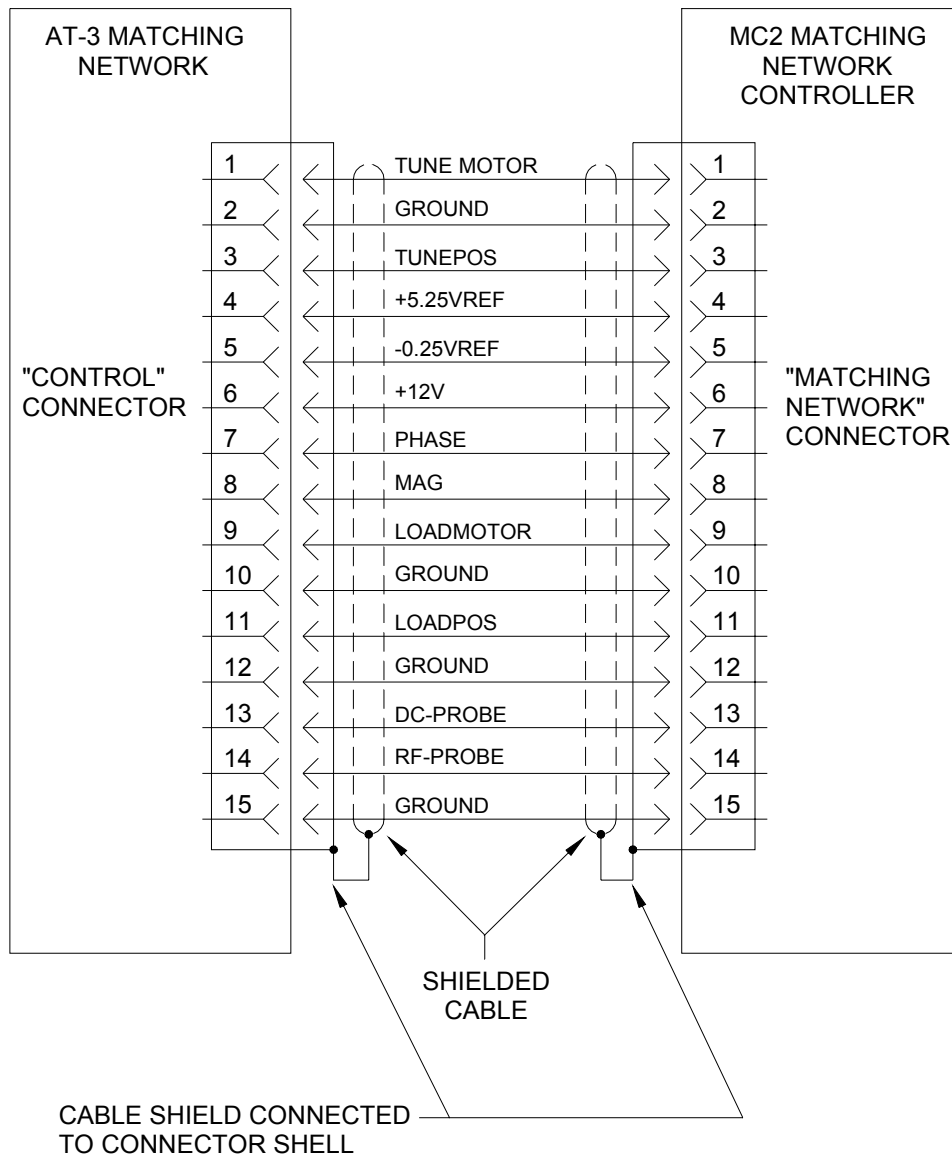 AT-3 MATCHING
NETWORK
MC2 MATCHING
NETWORK
CONTROLLER
1 TUNE MOTOR 1
2 GROUND 2
3 TUNEPOS 3
4 +5.25VREF 4
5 -0.25VREF 5
"CONTROL"
CONNECTOR
6 +12V 6
"MATCHING
NETWORK"
CONNECTOR
7 PHASE 7
8 MAG 8
9 LOADMOTOR 9
10 GROUND 10
11 LOADPOS 11
12 GROUND 12
13 DC-PROBE 13
14 RF-PROBE 14
15 GROUND 15
SHIELDED
CABLE
CABLE SHIELD CONNECTED
TO CONNECTOR SHELL